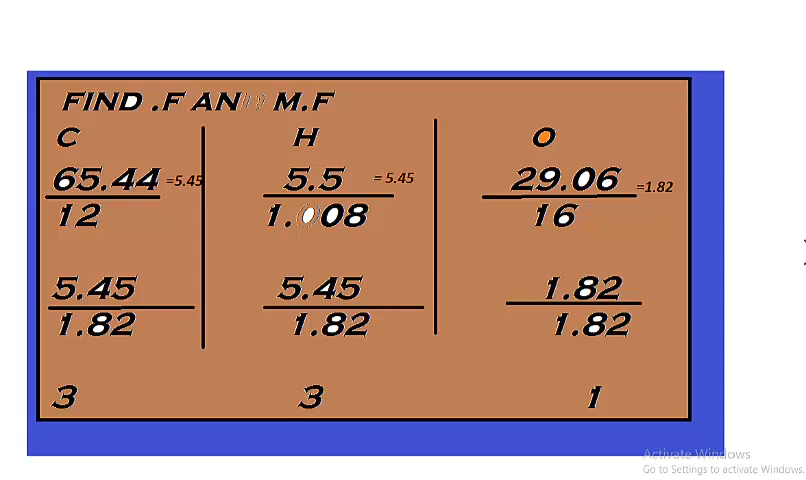 FIND .F AND M.F
C H O
65.44 =5.45 5.5 = 5.45 29.06 =1.82
12 1.008 16
5.45 5.45 1.82
1.82 1.82 1.82
3 3 1
Activate Windows
Go to Settings to activate Windows.